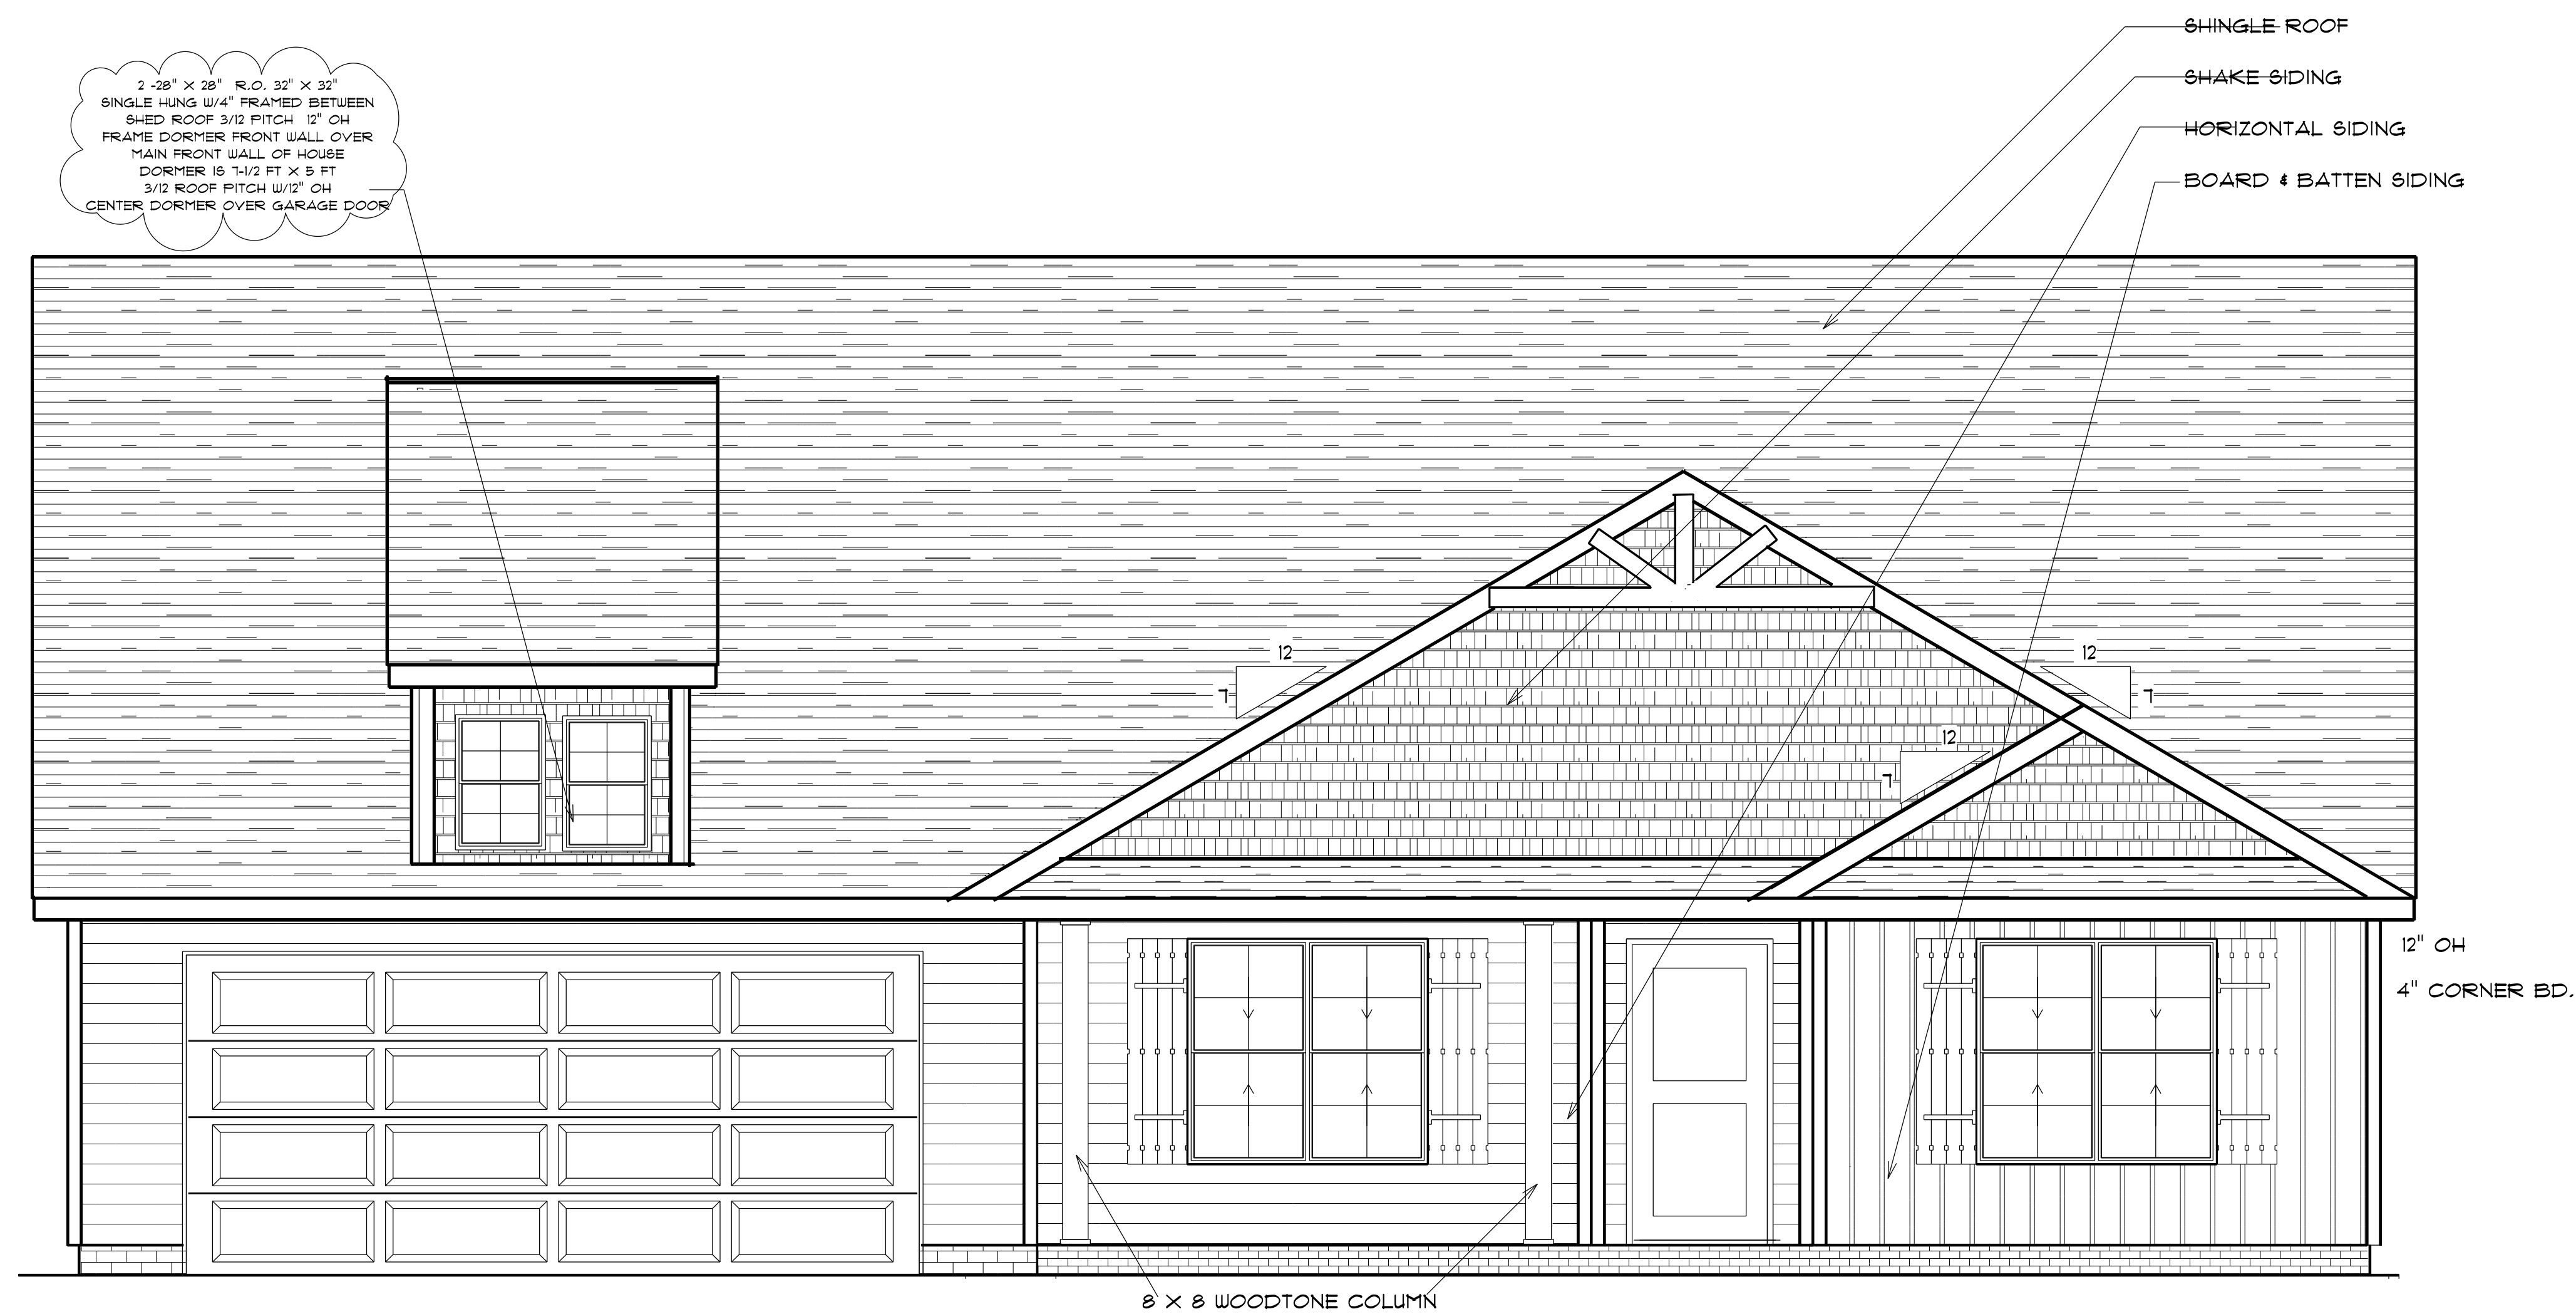 SHINGLE ROOF
SHAKE SIDING
HORIZONTAL SIDING
BOARD & BATTEN SIDING
2 -28" X 28" R.O. 32" X 32"
SINGLE HUNG W/4" FRAMED BETWEEN
SHED ROOF 3/12 PITCH 12" OH
FRAME DORMER FRONT WALL OVER
MAIN FRONT WALL OF HOUSE
DORMER IS 7-1/2 FT X 5 FT
3/12 ROOF PITCH W/12" OH
CENTER DORMER OVER GARAGE DOOR
12
7
12
7
12
7
12" OH
4" CORNER BD.
8 X 8 WOODTONE COLUMN